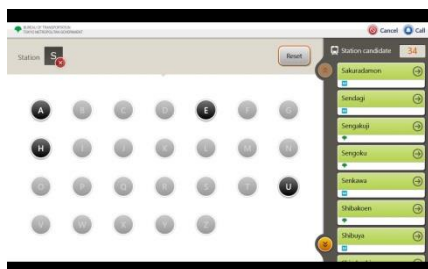 BUREAU OF TRANSPORTATION
TOKYO METROPOLITAN GOVERNMENT
Cancel
Call
Station
S
Reset
Station candidate
34
A B C D E F G
H I J K L M N
O P Q R S T U
V W X Y Z
Sakuradamon
Sendagi
Sengakuji
Sengoku
Senkawa
Shibakoen
Shibuya